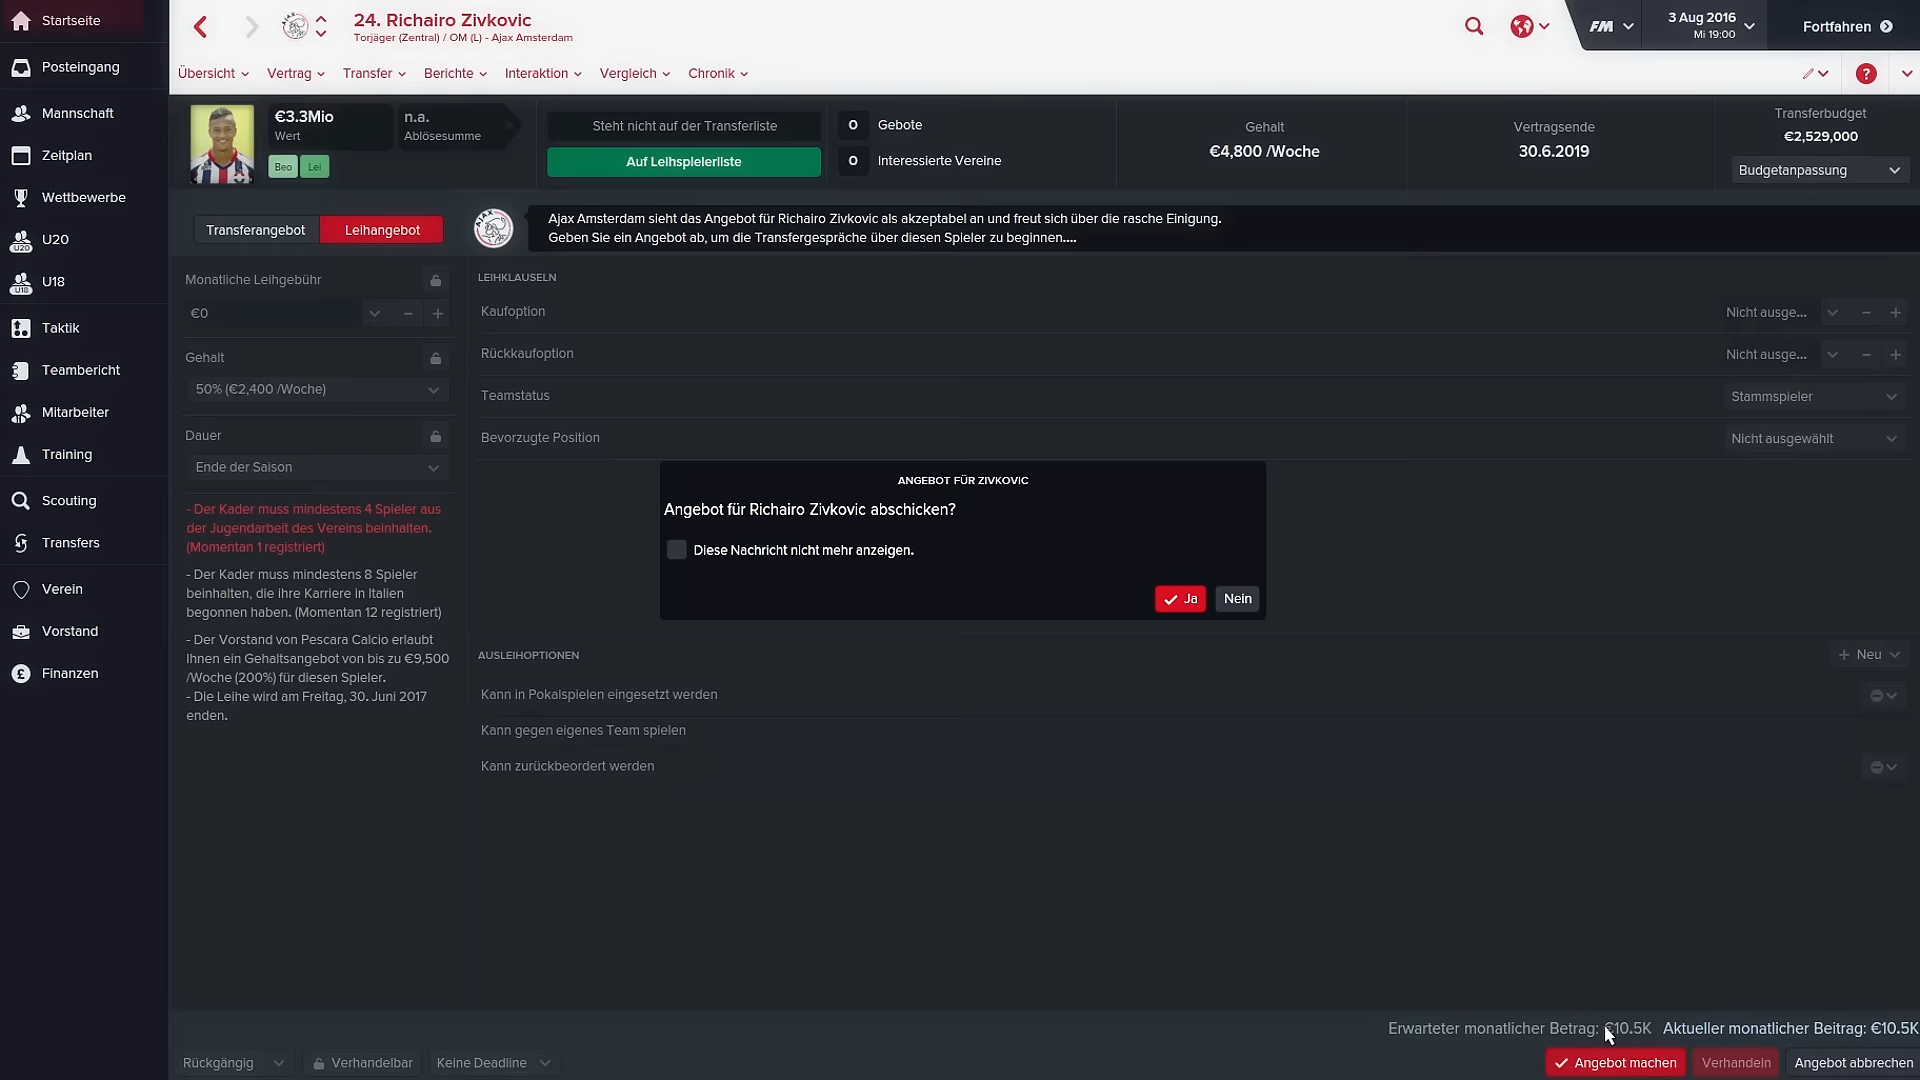 Startseite
Posteingang
Mannschaft
Zeitplan
Wettbewerbe
U20
U18
Taktik
Teambericht
Mitarbeiter
Training
Scouting
Transfers
Verein
Vorstand
Finanzen
24. Richairo Zivkovic
Torjäger (Zentral) / OM (L) - Ajax Amsterdam
FM
3 Aug 2016
Mi 19:00
Fortfahren
Übersicht Vertrag Transfer Berichte Interaktion Vergleich Chronik
?
€3.3Mio
Wert
n.a.
Ablösesumme
Beo Lei
Steht nicht auf der Transferliste
Auf Leihspielerliste
0 Gebote
0 Interessierte Vereine
Gehalt
€4,800 /Woche
Vertragsende
30.6.2019
Transferbudget
€2,529,000
Budgetanpassung
Transferangebot Leihangebot
AJAX
Ajax Amsterdam sieht das Angebot für Richairo Zivkovic als akzeptabel an und freut sich über die rasche Einigung.
Geben Sie ein Angebot ab, um die Transfergespräche über diesen Spieler zu beginnen....
Monatliche Leihgebühr
€0
Gehalt
50% (€2,400 /Woche)
Dauer
Ende der Saison
- Der Kader muss mindestens 4 Spieler aus
der Jugendarbeit des Vereins beinhalten.
(Momentan 1 registriert)
- Der Kader muss mindestens 8 Spieler
beinhalten, die ihre Karriere in Italien
begonnen haben. (Momentan 12 registriert)
- Der Vorstand von Pescara Calcio erlaubt
Ihnen ein Gehaltsangebot von bis zu €9,500
/Woche (200%) für diesen Spieler.
- Die Leihe wird am Freitag, 30. Juni 2017
enden.
LEIHKLAUSELN
Kaufoption Nicht ausge...
Rückkaufoption Nicht ausge...
Teamstatus Stammspieler
Bevorzugte Position Nicht ausgewählt
ANGEBOT FÜR ZIVKOVIC
Angebot für Richairo Zivkovic abschicken?
Diese Nachricht nicht mehr anzeigen.
Ja Nein
AUSLEIHOPTIONEN
Neu
Kann in Pokalspielen eingesetzt werden
Kann gegen eigenes Team spielen
Kann zurückbeordert werden
Erwarteter monatlicher Betrag: €10.5K Aktueller monatlicher Beitrag: €10.5K
Rückgängig Verhandelbar Keine Deadline
Angebot machen Verhandeln Angebot abbrechen